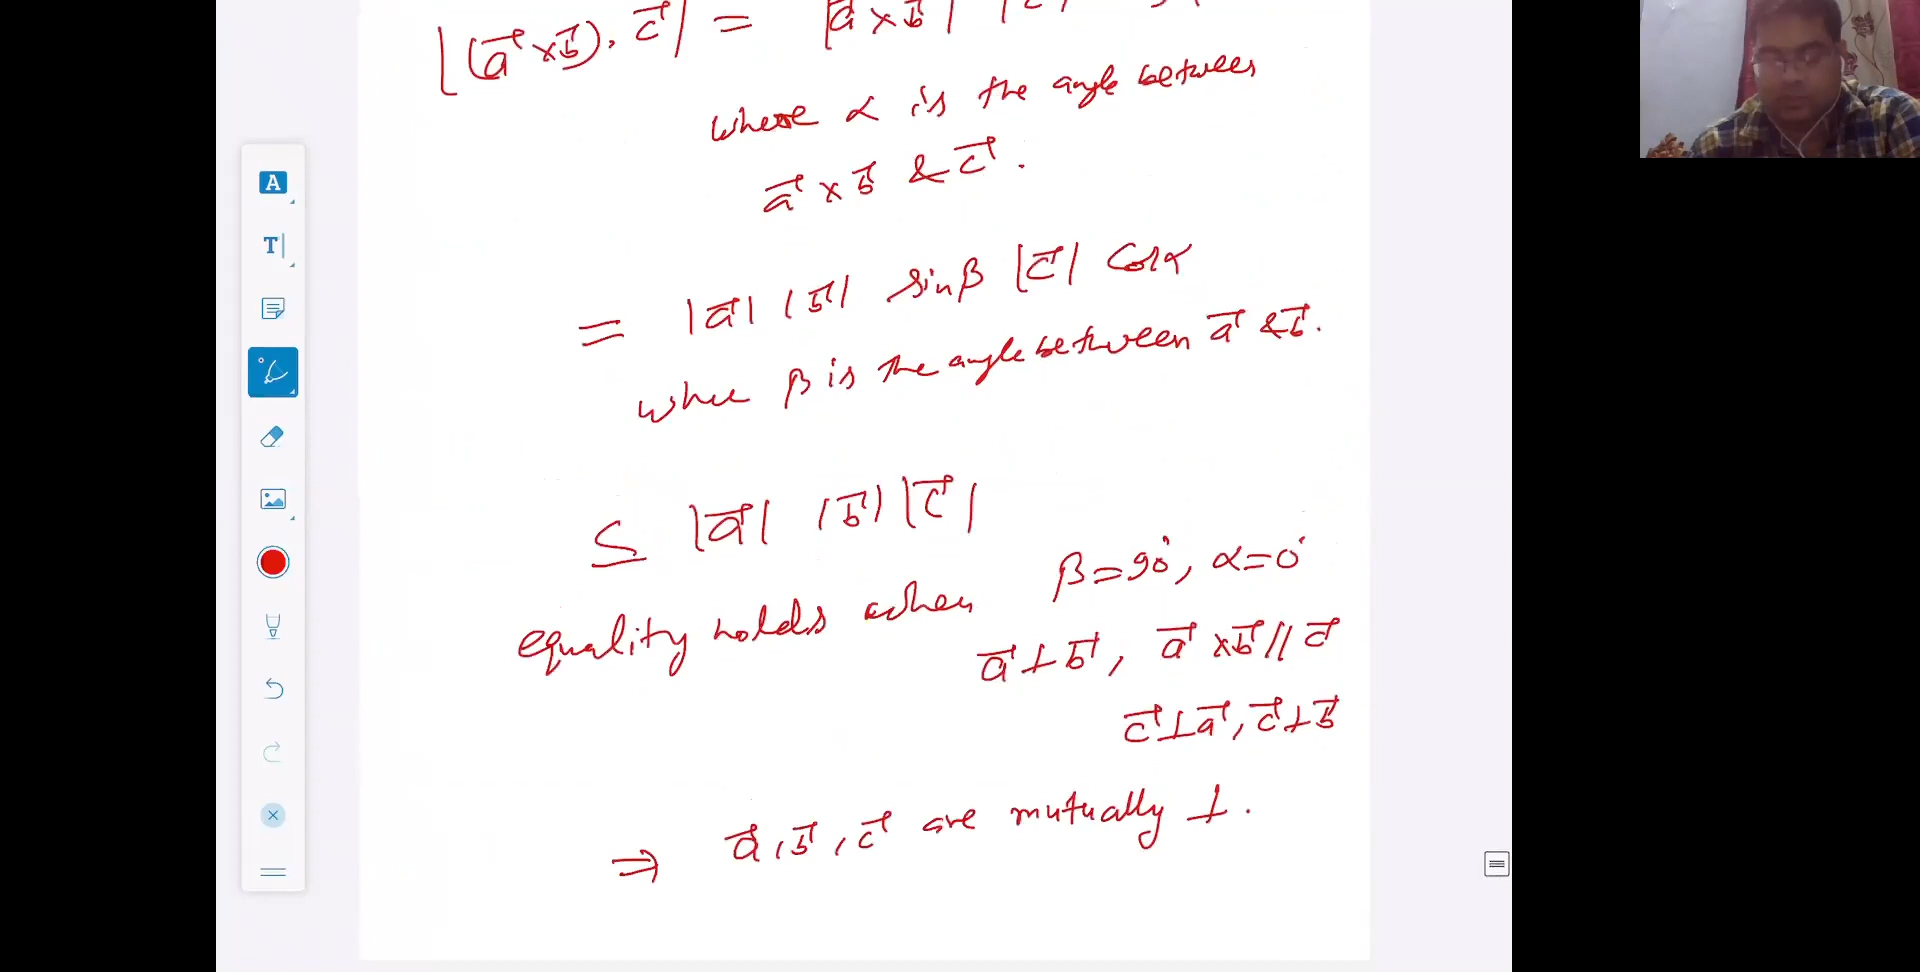 |(a⃗ × b⃗). c⃗| = |a⃗ × b⃗| |c⃗|
where α is the angle between
a⃗ × b⃗ & c⃗.
= |a⃗| |b⃗| sinβ |c⃗| Cosα
where β is the angle between a⃗ & b⃗.
≤ |a⃗| |b⃗| |c⃗|
equality holds when β=90°, α=0°
a⃗ ⊥ b⃗, a⃗ × b⃗ // c⃗
c⃗ ⊥ a⃗, c⃗ ⊥ b⃗
⇒ a⃗, b⃗, c⃗ are mutually ⊥.
A
T